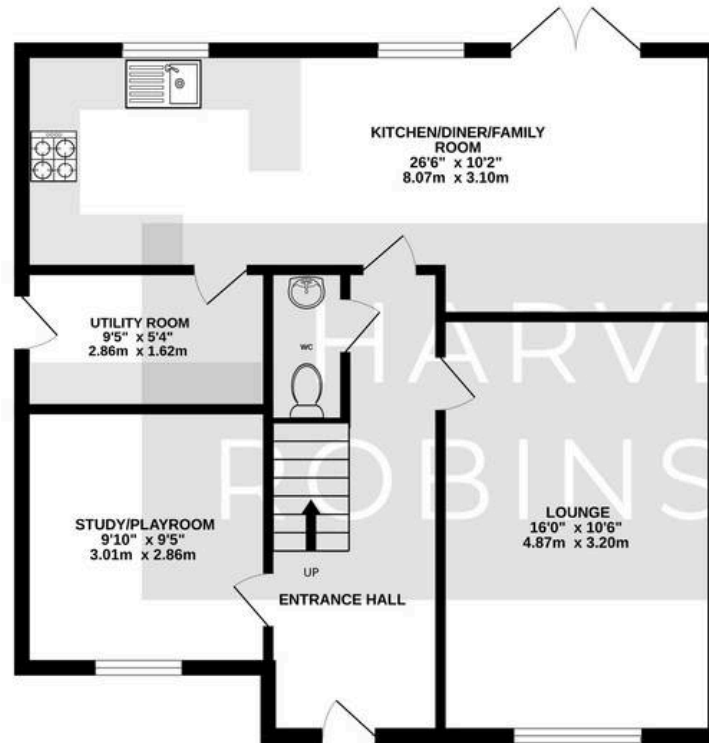 KITCHEN/DINER/FAMILY
ROOM
26'6" x 10'2"
8.07m x 3.10m
UTILITY ROOM
9'5" x 5'4"
2.86m x 1.62m
WC
HARVE
ROBINS
STUDY/PLAYROOM
9'10" x 9'5"
3.01m x 2.86m
LOUNGE
16'0" x 10'6"
4.87m x 3.20m
UP
ENTRANCE HALL